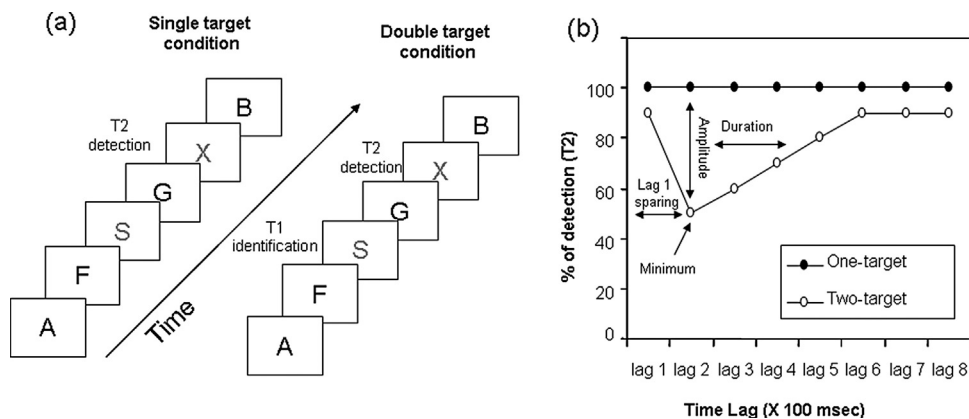 (a)
Single target
condition
T2
detection
B
X
G
S
F
A
Time
Double target
condition
T2
detection
T1
identification
B
X
G
S
F
A
(b)
% of detection (T2)
100
80
60
40
20
0
Amplitude
Duration
Lag 1
sparing
Minimum
One-target
Two-target
lag 1 lag 2 lag 3 lag 4 lag 5 lag 6 lag 7 lag 8
Time Lag (X 100 msec)